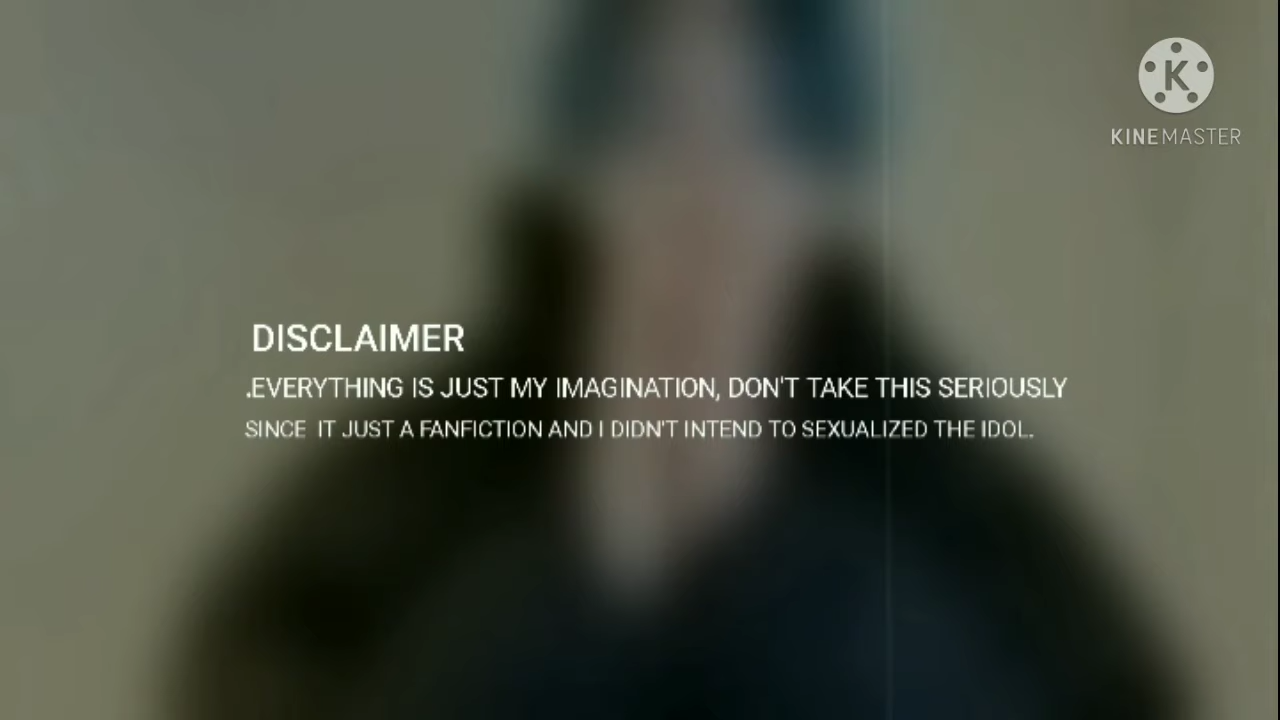 K
KINEMASTER
DISCLAIMER
.EVERYTHING IS JUST MY IMAGINATION, DON'T TAKE THIS SERIOUSLY
SINCE IT JUST A FANFICTION AND I DIDN'T INTEND TO SEXUALIZED THE IDOL.